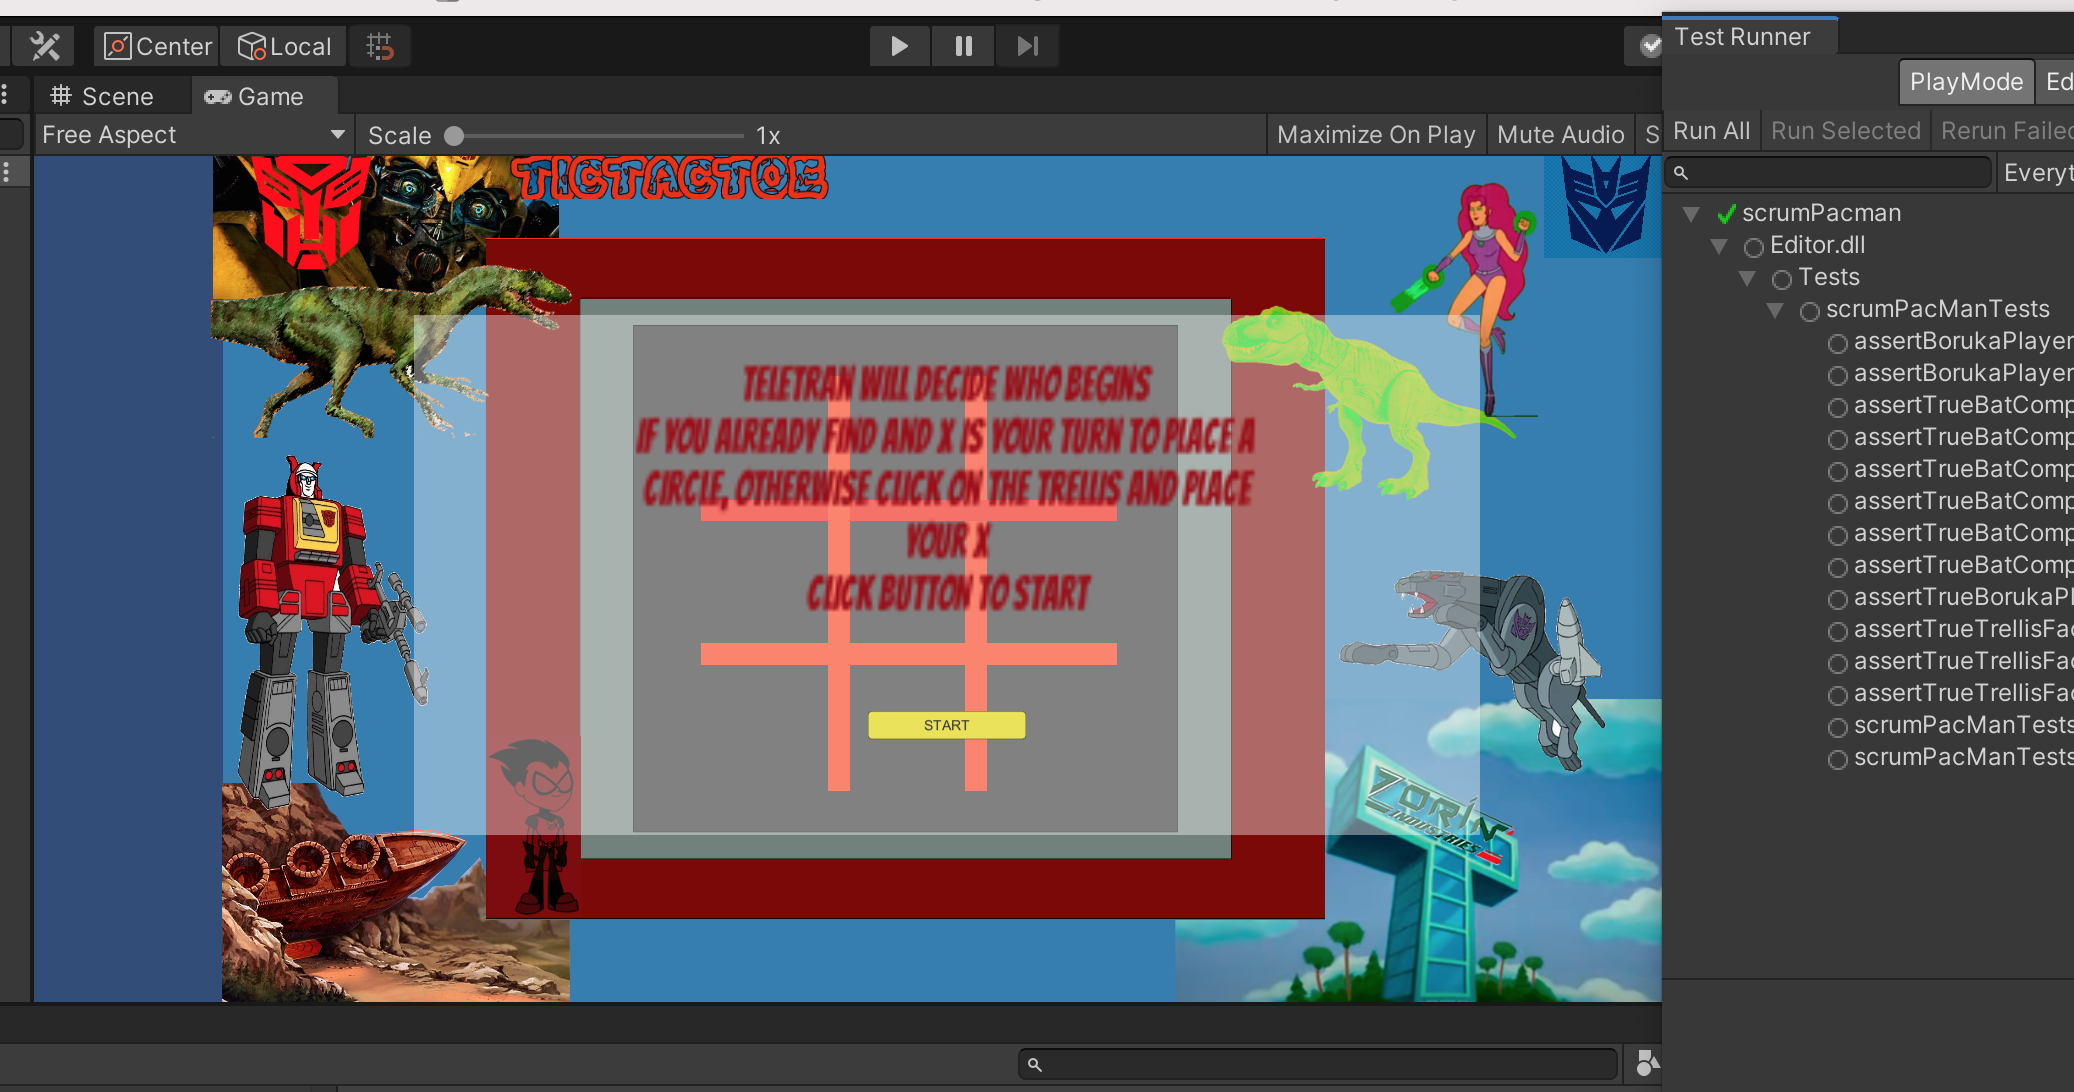 Center
Local
Test Runner
Scene
Game
PlayMode
Ed
Free Aspect
Scale
1x
Maximize On Play
Mute Audio
S
Run All
Run Selected
Rerun Failed
Everyt
TICTACTOE
scrumPacman
Editor.dll
Tests
scrumPacManTests
assertBorukaPlayer
assertBorukaPlayer
assertTrueBatComp
assertTrueBatComp
assertTrueBatComp
assertTrueBatComp
assertTrueBatComp
assertTrueBatComp
assertTrueBorukaPl
assertTrueTrellisFac
assertTrueTrellisFac
assertTrueTrellisFac
scrumPacManTests
scrumPacManTests
TELETRAN WILL DECIDE WHO BEGINS
IF YOU ALREADY FIND AND X IS YOUR TURN TO PLACE A
CIRCLE, OTHERWISE CLICK ON THE TRELLIS AND PLACE
YOUR X
CLICK BUTTON TO START
START
ZORIN
INDUSTRIES